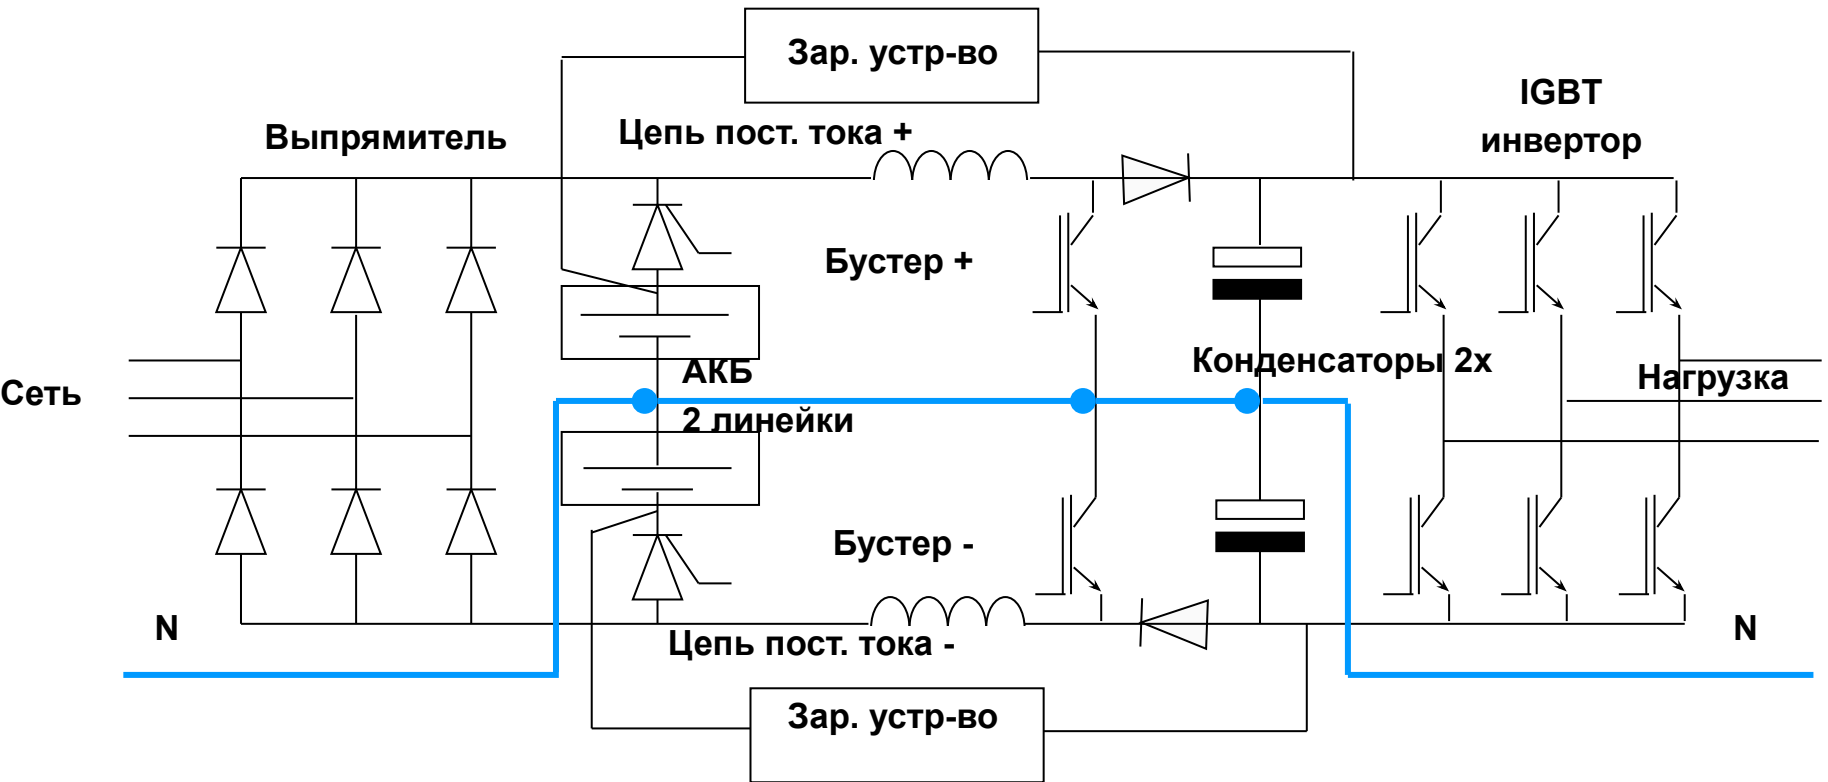 Зар. устр-во
IGBT
инвертор
Выпрямитель
Цепь пост. тока +
Бустер +
Сеть
АКБ
2 линейки
Конденсаторы 2х
Нагрузка
Бустер -
N
Цепь пост. тока -
N
Зар. устр-во